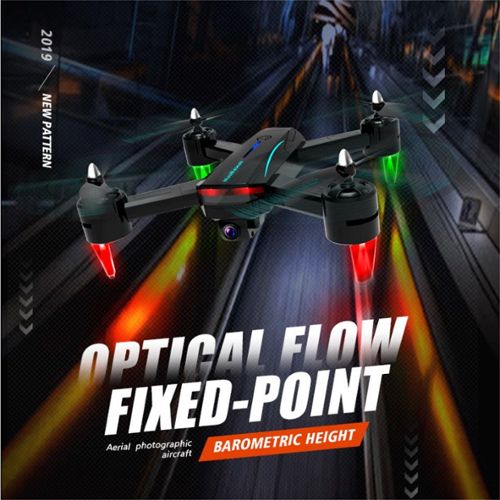 2019
NEW PATTERN
OPTICAL FLOW
FIXED-POINT
Aerial photographic
aircraft
BAROMETRIC HEIGHT